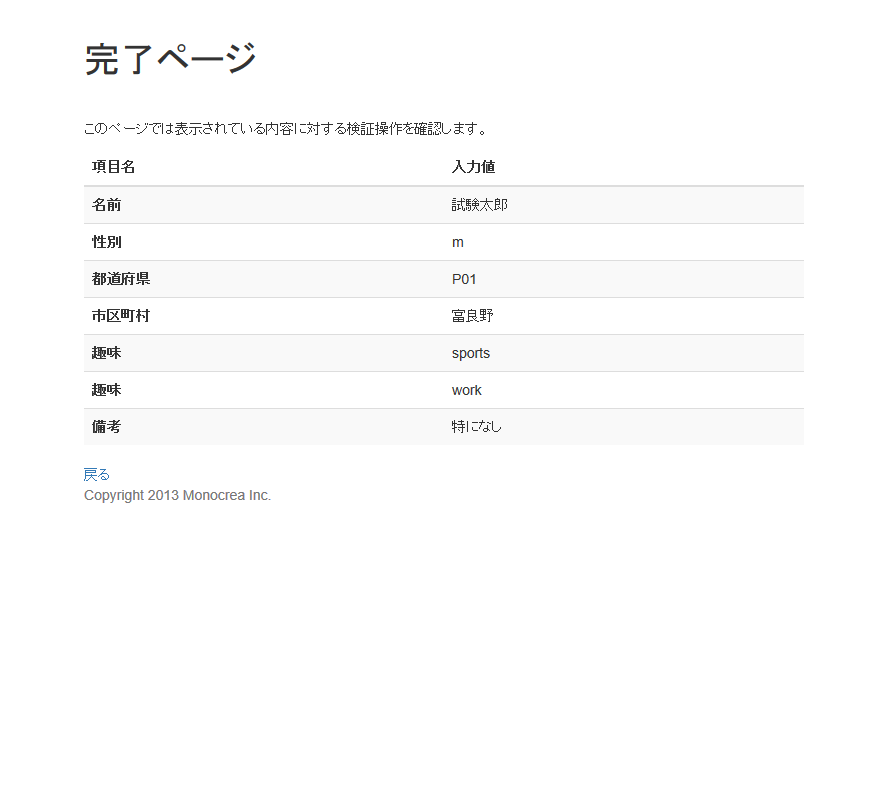 完了ページ
このページでは表示されている内容に対する検証操作を確認します。
項目名 入力値
名前 試験太郎
性別 m
都道府県 P01
市区町村 富良野
趣味 sports
趣味 work
備考 特になし
戻る
Copyright 2013 Monocrea Inc.